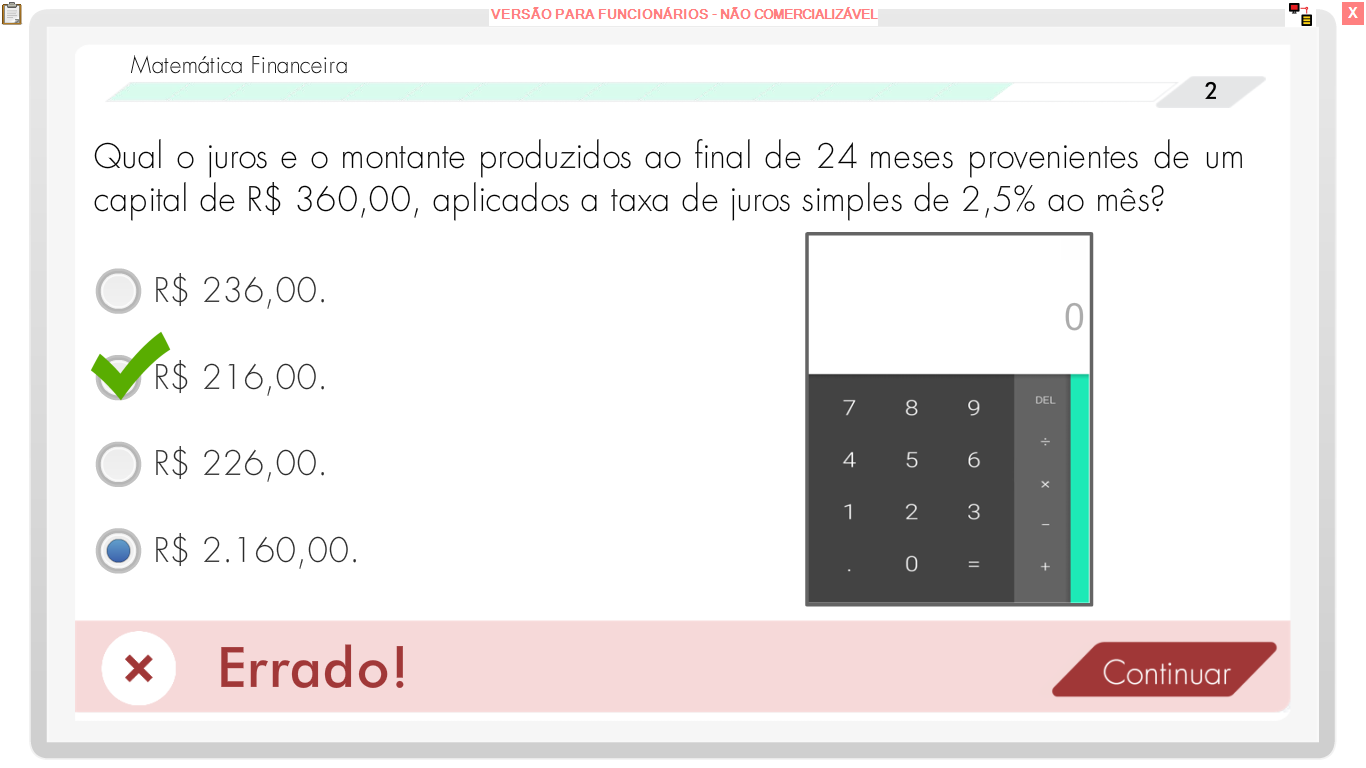 VERSÃO PARA FUNCIONÁRIOS - NÃO COMERCIALIZÁVEL
X
Matemática Financeira
2
Qual o juros e o montante produzidos ao final de 24 meses provenientes de um
capital de R$ 360,00, aplicados a taxa de juros simples de 2,5% ao mês?
R$ 236,00.
R$ 216,00.
R$ 226,00.
R$ 2.160,00.
0
7 8 9 DEL
÷
4 5 6
×
1 2 3
−
. 0 = +
Errado!
Continuar